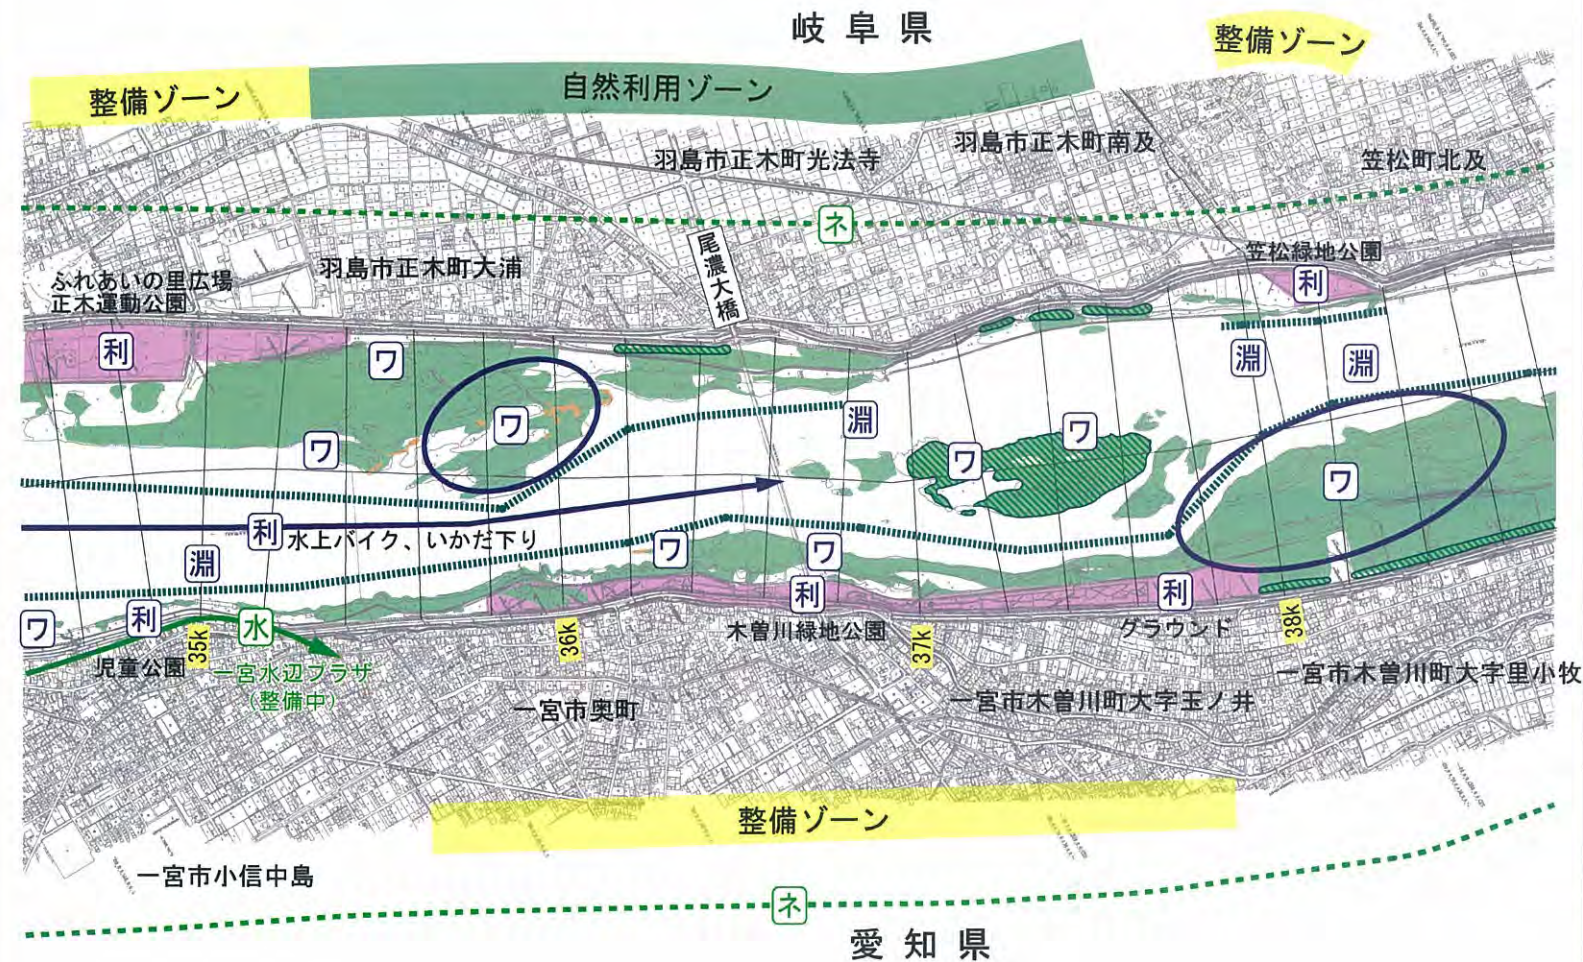 岐阜県
整備ゾーン
自然利用ゾーン
整備ゾーン
羽島市正木町光法寺
羽島市正木町南及
笠松町北及
ネ
尾濃大橋
羽島市正木町大浦
ふれあいの里広場
正木運動公園
笠松緑地公園
利
利
ワ
淵
淵
ワ
淵
ワ
ワ
ワ
ワ
利
水上バイク、いかだ下り
ワ
ワ
淵
利
利
ワ
利
水
35k
36k
37k
38k
児童公園
一宮水辺プラザ
(整備中)
木曽川緑地公園
グラウンド
一宮市奥町
一宮市木曽川町大字玉ノ井
一宮市木曽川町大字里小牧
整備ゾーン
一宮市小信中島
ネ
愛知県